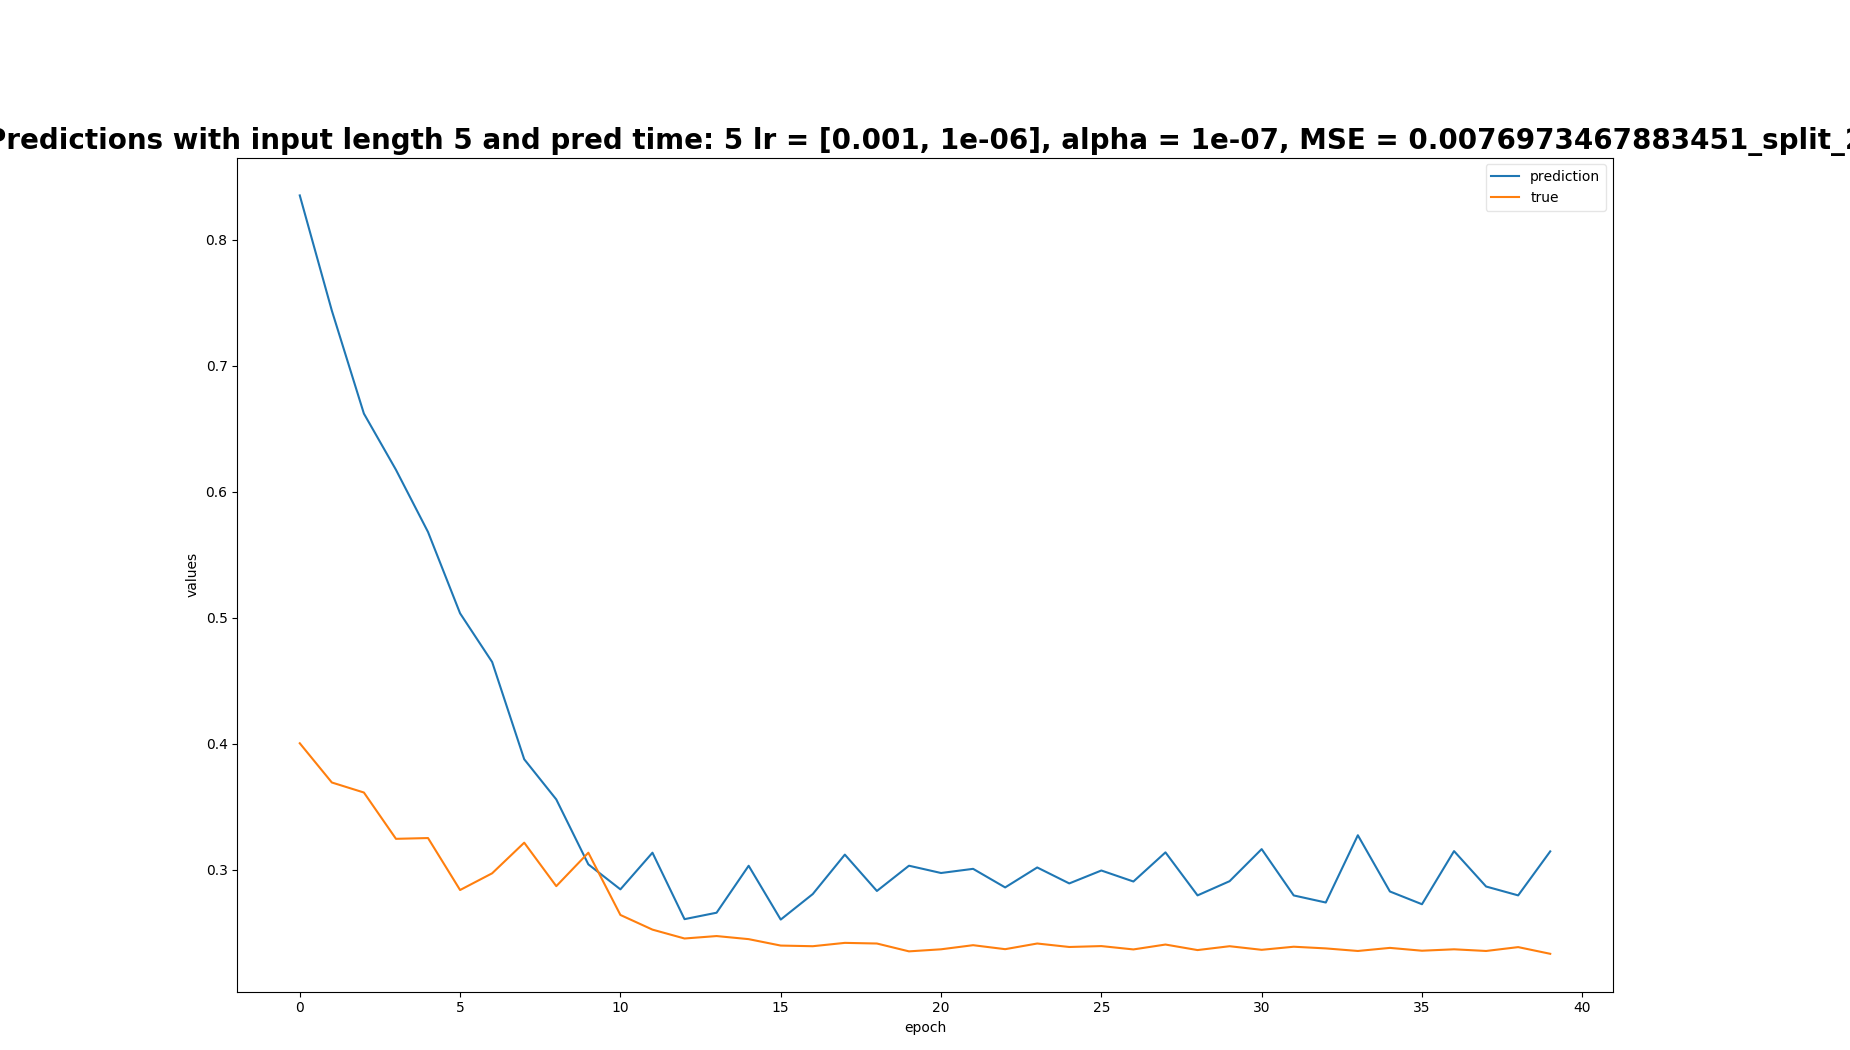 Predictions with input length 5 and pred time: 5 lr = [0.001, 1e-06], alpha = 1e-07, MSE = 0.0076973467883451_split_2
prediction
true
0.8
0.7
0.6
0.5
0.4
0.3
values
0 5 10 15 20 25 30 35 40
epoch